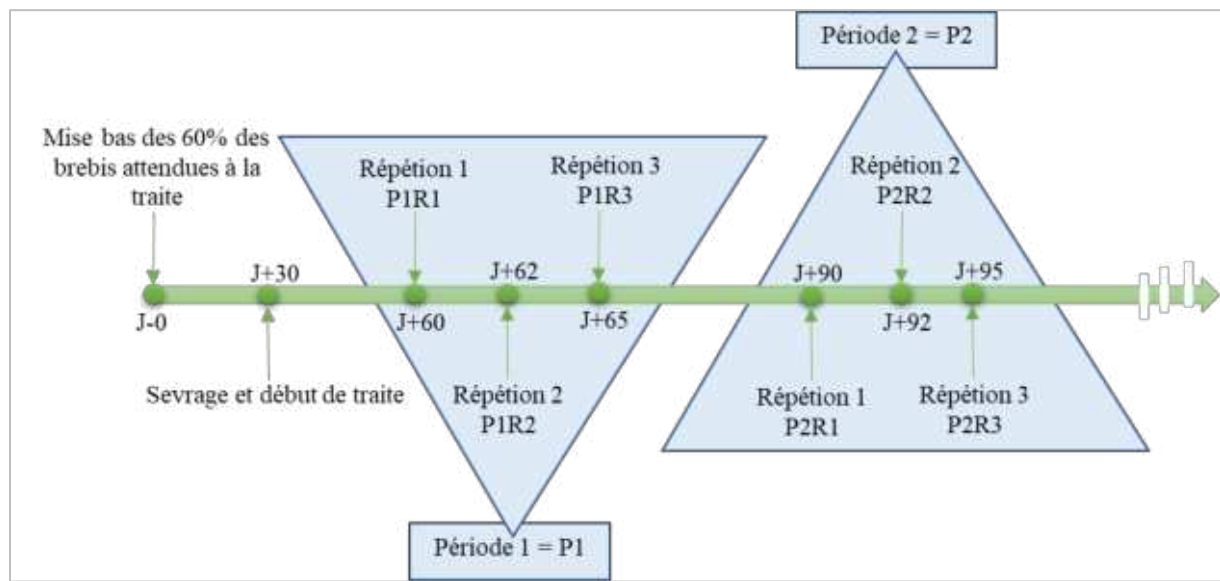 Période 2 = P2
Mise bas des 60% des
brebis attendues à la
traite
Répétion 1
P1R1
Répétion 3
P1R3
Répétion 2
P2R2
J+30
J+62
J+90
J+95
J-0
J+60
J+65
J+92
Sevrage et début de traite
Répétion 2
P1R2
Répétion 1
P2R1
Répétion 3
P2R3
Période 1 = P1